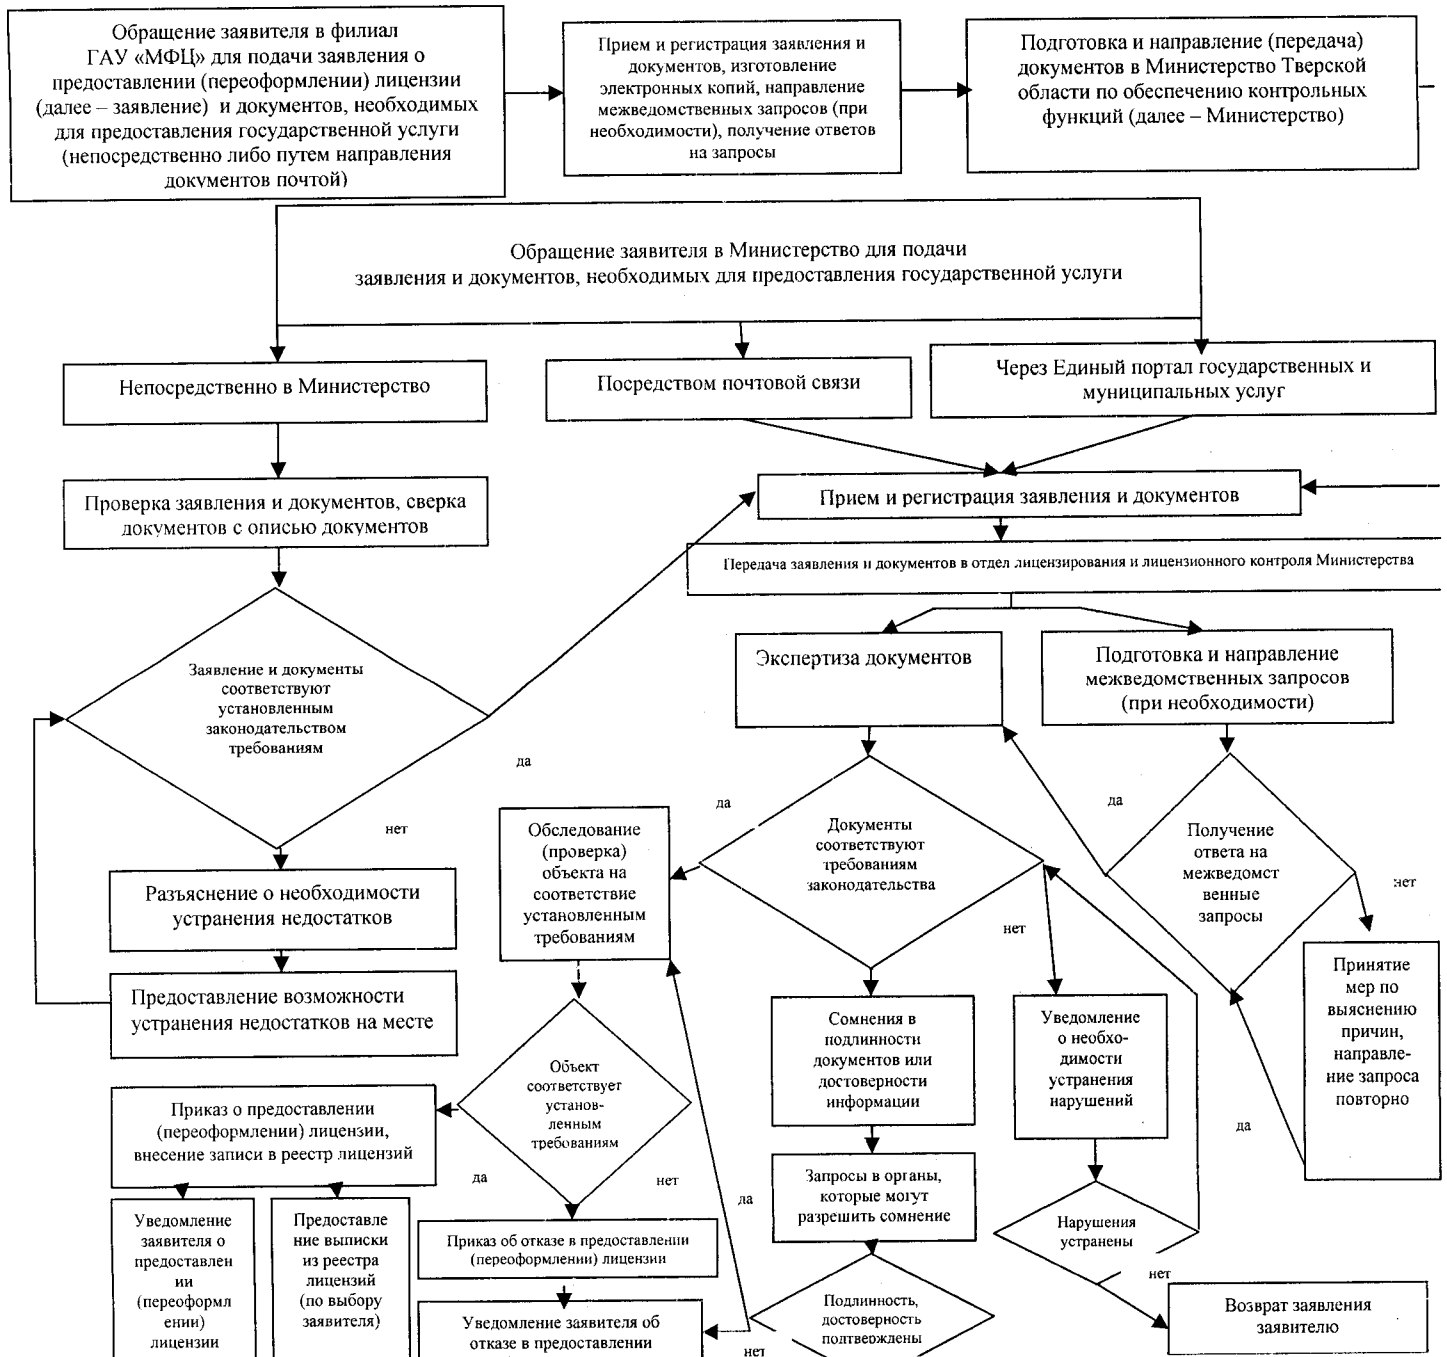 Обращение заявителя в филиал
ГАУ «МФЦ» для подачи заявления о
предоставлении (переоформлении) лицензии
(далее – заявление) и документов, необходимых
для предоставления государственной услуги
(непосредственно либо путем направления
документов почтой)
Прием и регистрация заявления и
документов, изготовление
электронных копий, направление
межведомственных запросов (при
необходимости), получение ответов
на запросы
Подготовка и направление (передача)
документов в Министерство Тверской
области по обеспечению контрольных
функций (далее – Министерство)
Обращение заявителя в Министерство для подачи
заявления и документов, необходимых для предоставления государственной услуги
Непосредственно в Министерство
Посредством почтовой связи
Через Единый портал государственных и
муниципальных услуг
Проверка заявления и документов, сверка
документов с описью документов
Прием и регистрация заявления и документов
Передача заявления и документов в отдел лицензирования и лицензионного контроля Министерства
Заявление и документы
соответствуют
установленным
законодательством
требованиям
да
нет
Экспертиза документов
Подготовка и направление
межведомственных запросов
(при необходимости)
Разъяснение о необходимости
устранения недостатков
Предоставление возможности
устранения недостатков на месте
Обследование
(проверка)
объекта на
соответствие
установленным
требованиям
да
Документы
соответствуют
требованиям
законодательства
нет
да
Получение
ответа на
межведомст
венные
запросы
нет
Принятие
мер по
выяснению
причин,
направле-
ние запроса
повторно
да
Объект
соответствует
установ-
ленным
требованиям
да
нет
Сомнения в
подлинности
документов или
достоверности
информации
Уведомление
о необхо-
димости
устранения
нарушений
Приказ о предоставлении
(переоформлении) лицензии,
внесение записи в реестр лицензий
Запросы в органы,
которые могут
разрешить сомнение
да
Нарушения
устранены
нет
Уведомление
заявителя о
предоставлен
ии
(переоформл
ении)
лицензии
Предоставле
ние выписки
из реестра
лицензий
(по выбору
заявителя)
Приказ об отказе в предоставлении
(переоформлении) лицензии
Уведомление заявителя об
отказе в предоставлении
Подлинность,
достоверность
подтверждены
нет
Возврат заявления
заявителю